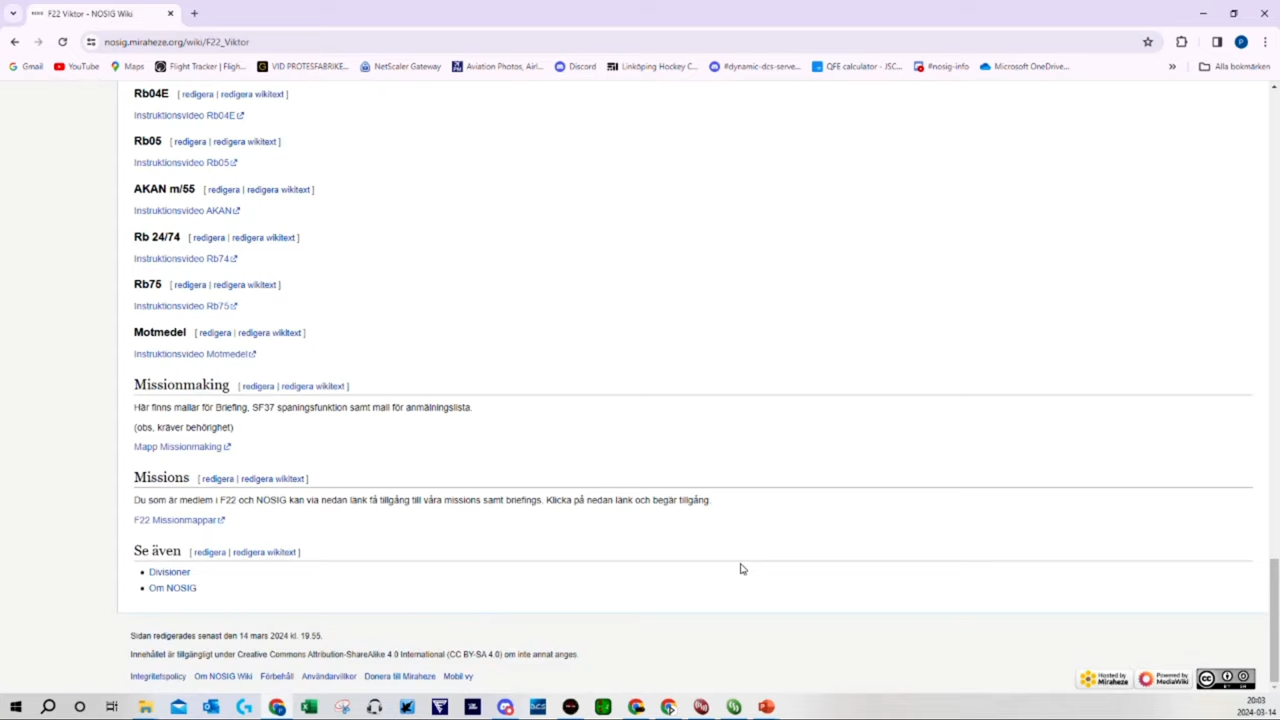 F22 Viktor - NOSIG Wiki
nosig.miraheze.org/wiki/F22_Viktor
P
Gmail YouTube Maps Flight Tracker | Fligh... VID PROTESFABRIKE... NetScaler Gateway Aviation Photos, Airl... Discord Linköping Hockey C... #dynamic-dcs-serve... QFE calculator - JSC... #nosig-info Microsoft OneDrive... » Alla bokmärken
Rb04E [ redigera | redigera wikitext ]
Instruktionsvideo Rb04E
Rb05 [ redigera | redigera wikitext ]
Instruktionsvideo Rb05
AKAN m/55 [ redigera | redigera wikitext ]
Instruktionsvideo AKAN
Rb 24/74 [ redigera | redigera wikitext ]
Instruktionsvideo Rb74
Rb75 [ redigera | redigera wikitext ]
Instruktionsvideo Rb75
Motmedel [ redigera | redigera wikitext ]
Instruktionsvideo Motmedel
Missionmaking [ redigera | redigera wikitext ]
Här finns mallar för Briefing, SF37 spaningsfunktion samt mall för anmälningslista.
(obs, kräver behörighet)
Mapp Missionmaking
Missions [ redigera | redigera wikitext ]
Du som är medlem i F22 och NOSIG kan via nedan länk få tillgång till våra missions samt briefings. Klicka på nedan länk och begär tillgång.
F22 Missionmappar
Se även [ redigera | redigera wikitext ]
• Divisioner
• Om NOSIG
Sidan redigerades senast den 14 mars 2024 kl. 19.55.
Innehållet är tillgängligt under Creative Commons Attribution-ShareAlike 4.0 International (CC BY-SA 4.0) om inte annat anges.
Integritetspolicy Om NOSIG Wiki Förbehåll Användarvillkor Donera till Miraheze Mobil vy
Hosted by Miraheze
Powered by MediaWiki
20:03
2024-03-14